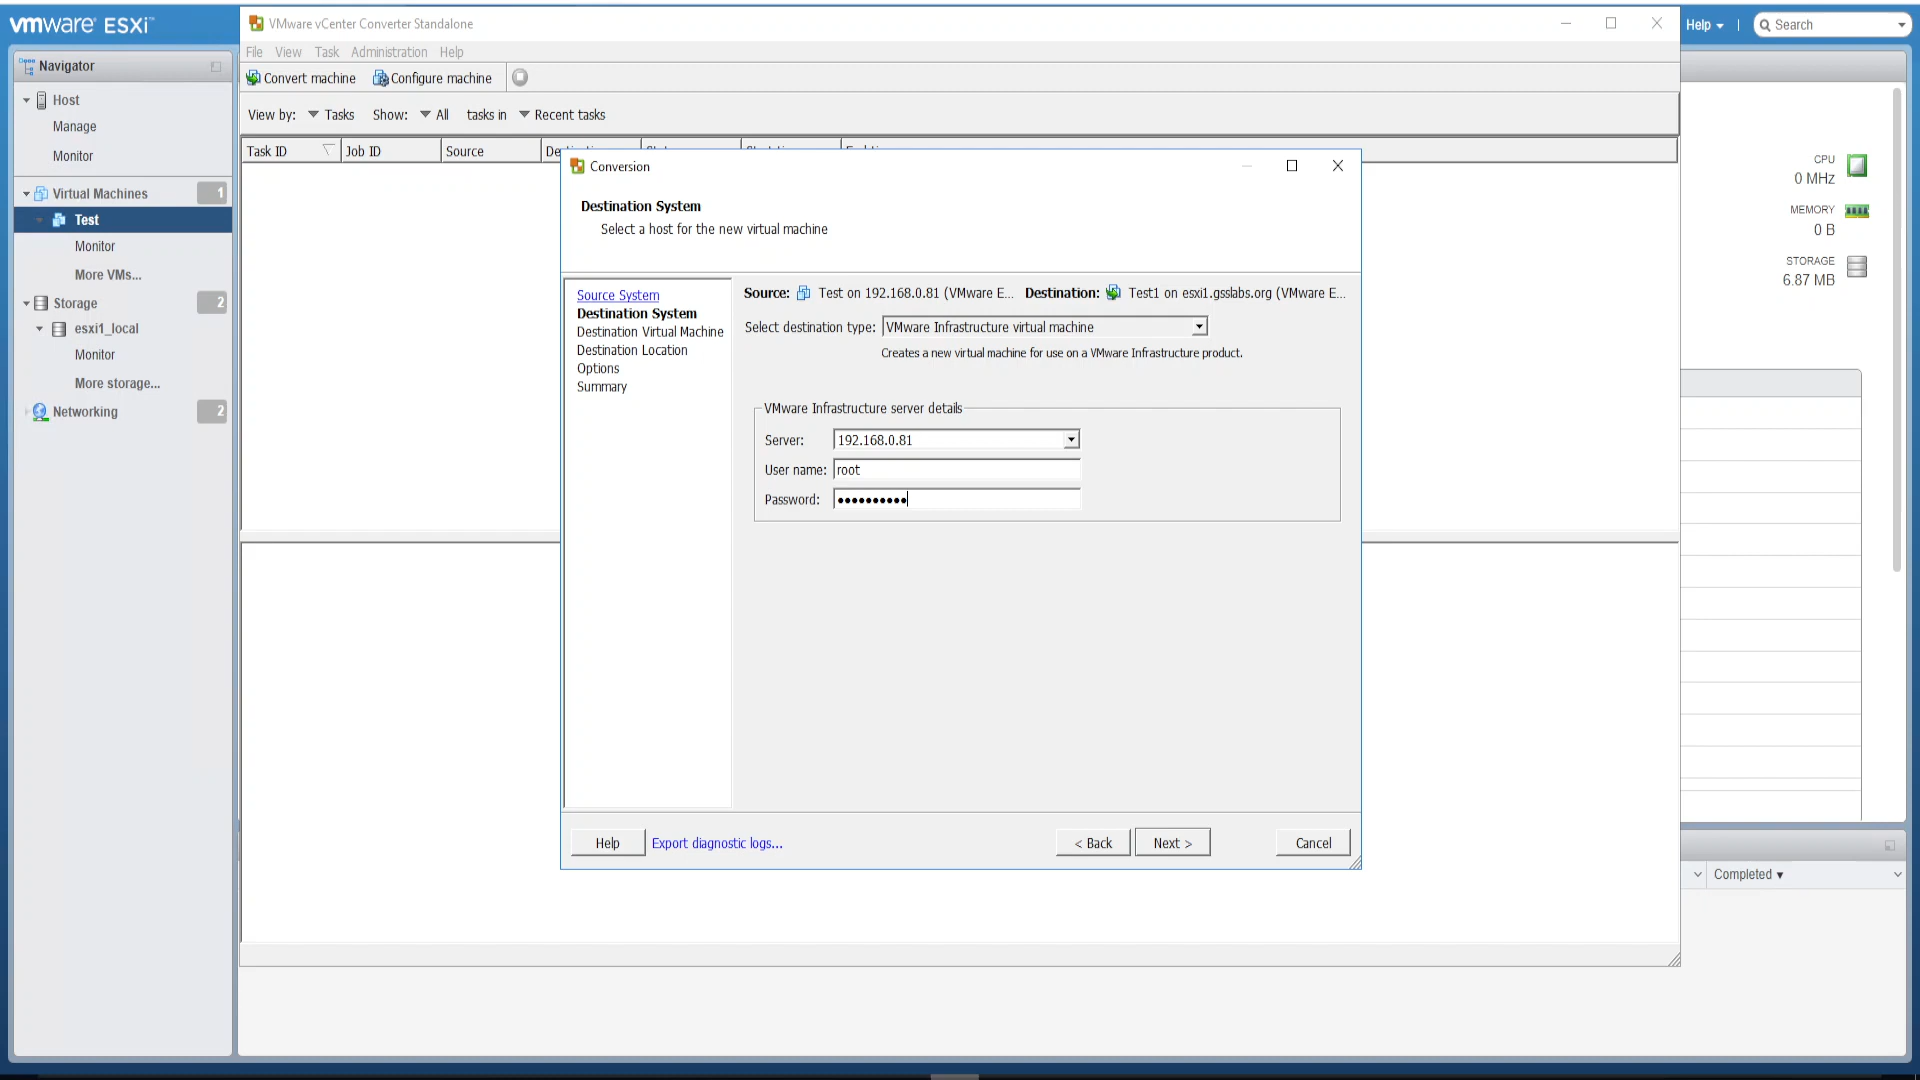 vmware® ESXi™
VMware vCenter Converter Standalone
Help
Search
File View Task Administration Help
Navigator
Convert machine Configure machine
Host
Manage
Monitor
View by: Tasks Show: All tasks in Recent tasks
Task ID Job ID Source
Virtual Machines 1
Test
Monitor
More VMs...
Storage 2
esxi1_local
Monitor
More storage...
Networking 2
Conversion
Destination System
Select a host for the new virtual machine
Source System
Destination System
Destination Virtual Machine
Destination Location
Options
Summary
Source: Test on 192.168.0.81 (VMware E... Destination: Test1 on esxi1.gsslabs.org (VMware E...
Select destination type: VMware Infrastructure virtual machine
Creates a new virtual machine for use on a VMware Infrastructure product.
VMware Infrastructure server details
Server: 192.168.0.81
User name: root
Password: ●●●●●●●●●●
Help Export diagnostic logs... < Back Next > Cancel
CPU
0 MHz
MEMORY
0 B
STORAGE
6.87 MB
Completed ▼